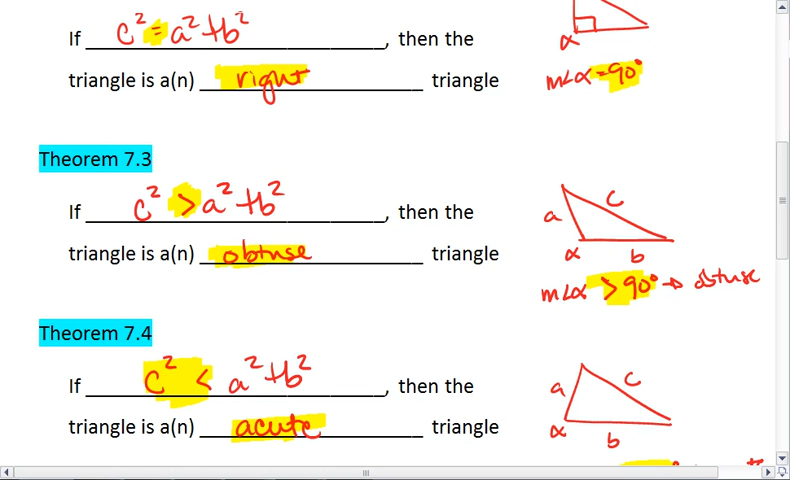 If c² = a² + b², then the
α
triangle is a(n) right triangle
m∠α = 90°
Theorem 7.3
If c² > a² + b², then the
a c
triangle is a(n) obtuse triangle
α b
m∠α > 90° → obtuse
Theorem 7.4
If c² < a² + b², then the
a c
triangle is a(n) acute triangle
α b